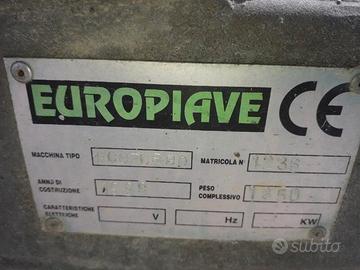 EUROPIAVE CE
MACCHINA TIPO
MATRICOLA N
ANNO DI COSTRUZIONE
PESO COMPLESSIVO
CARATTERISTICHE ELETTRICHE V Hz KW
subito